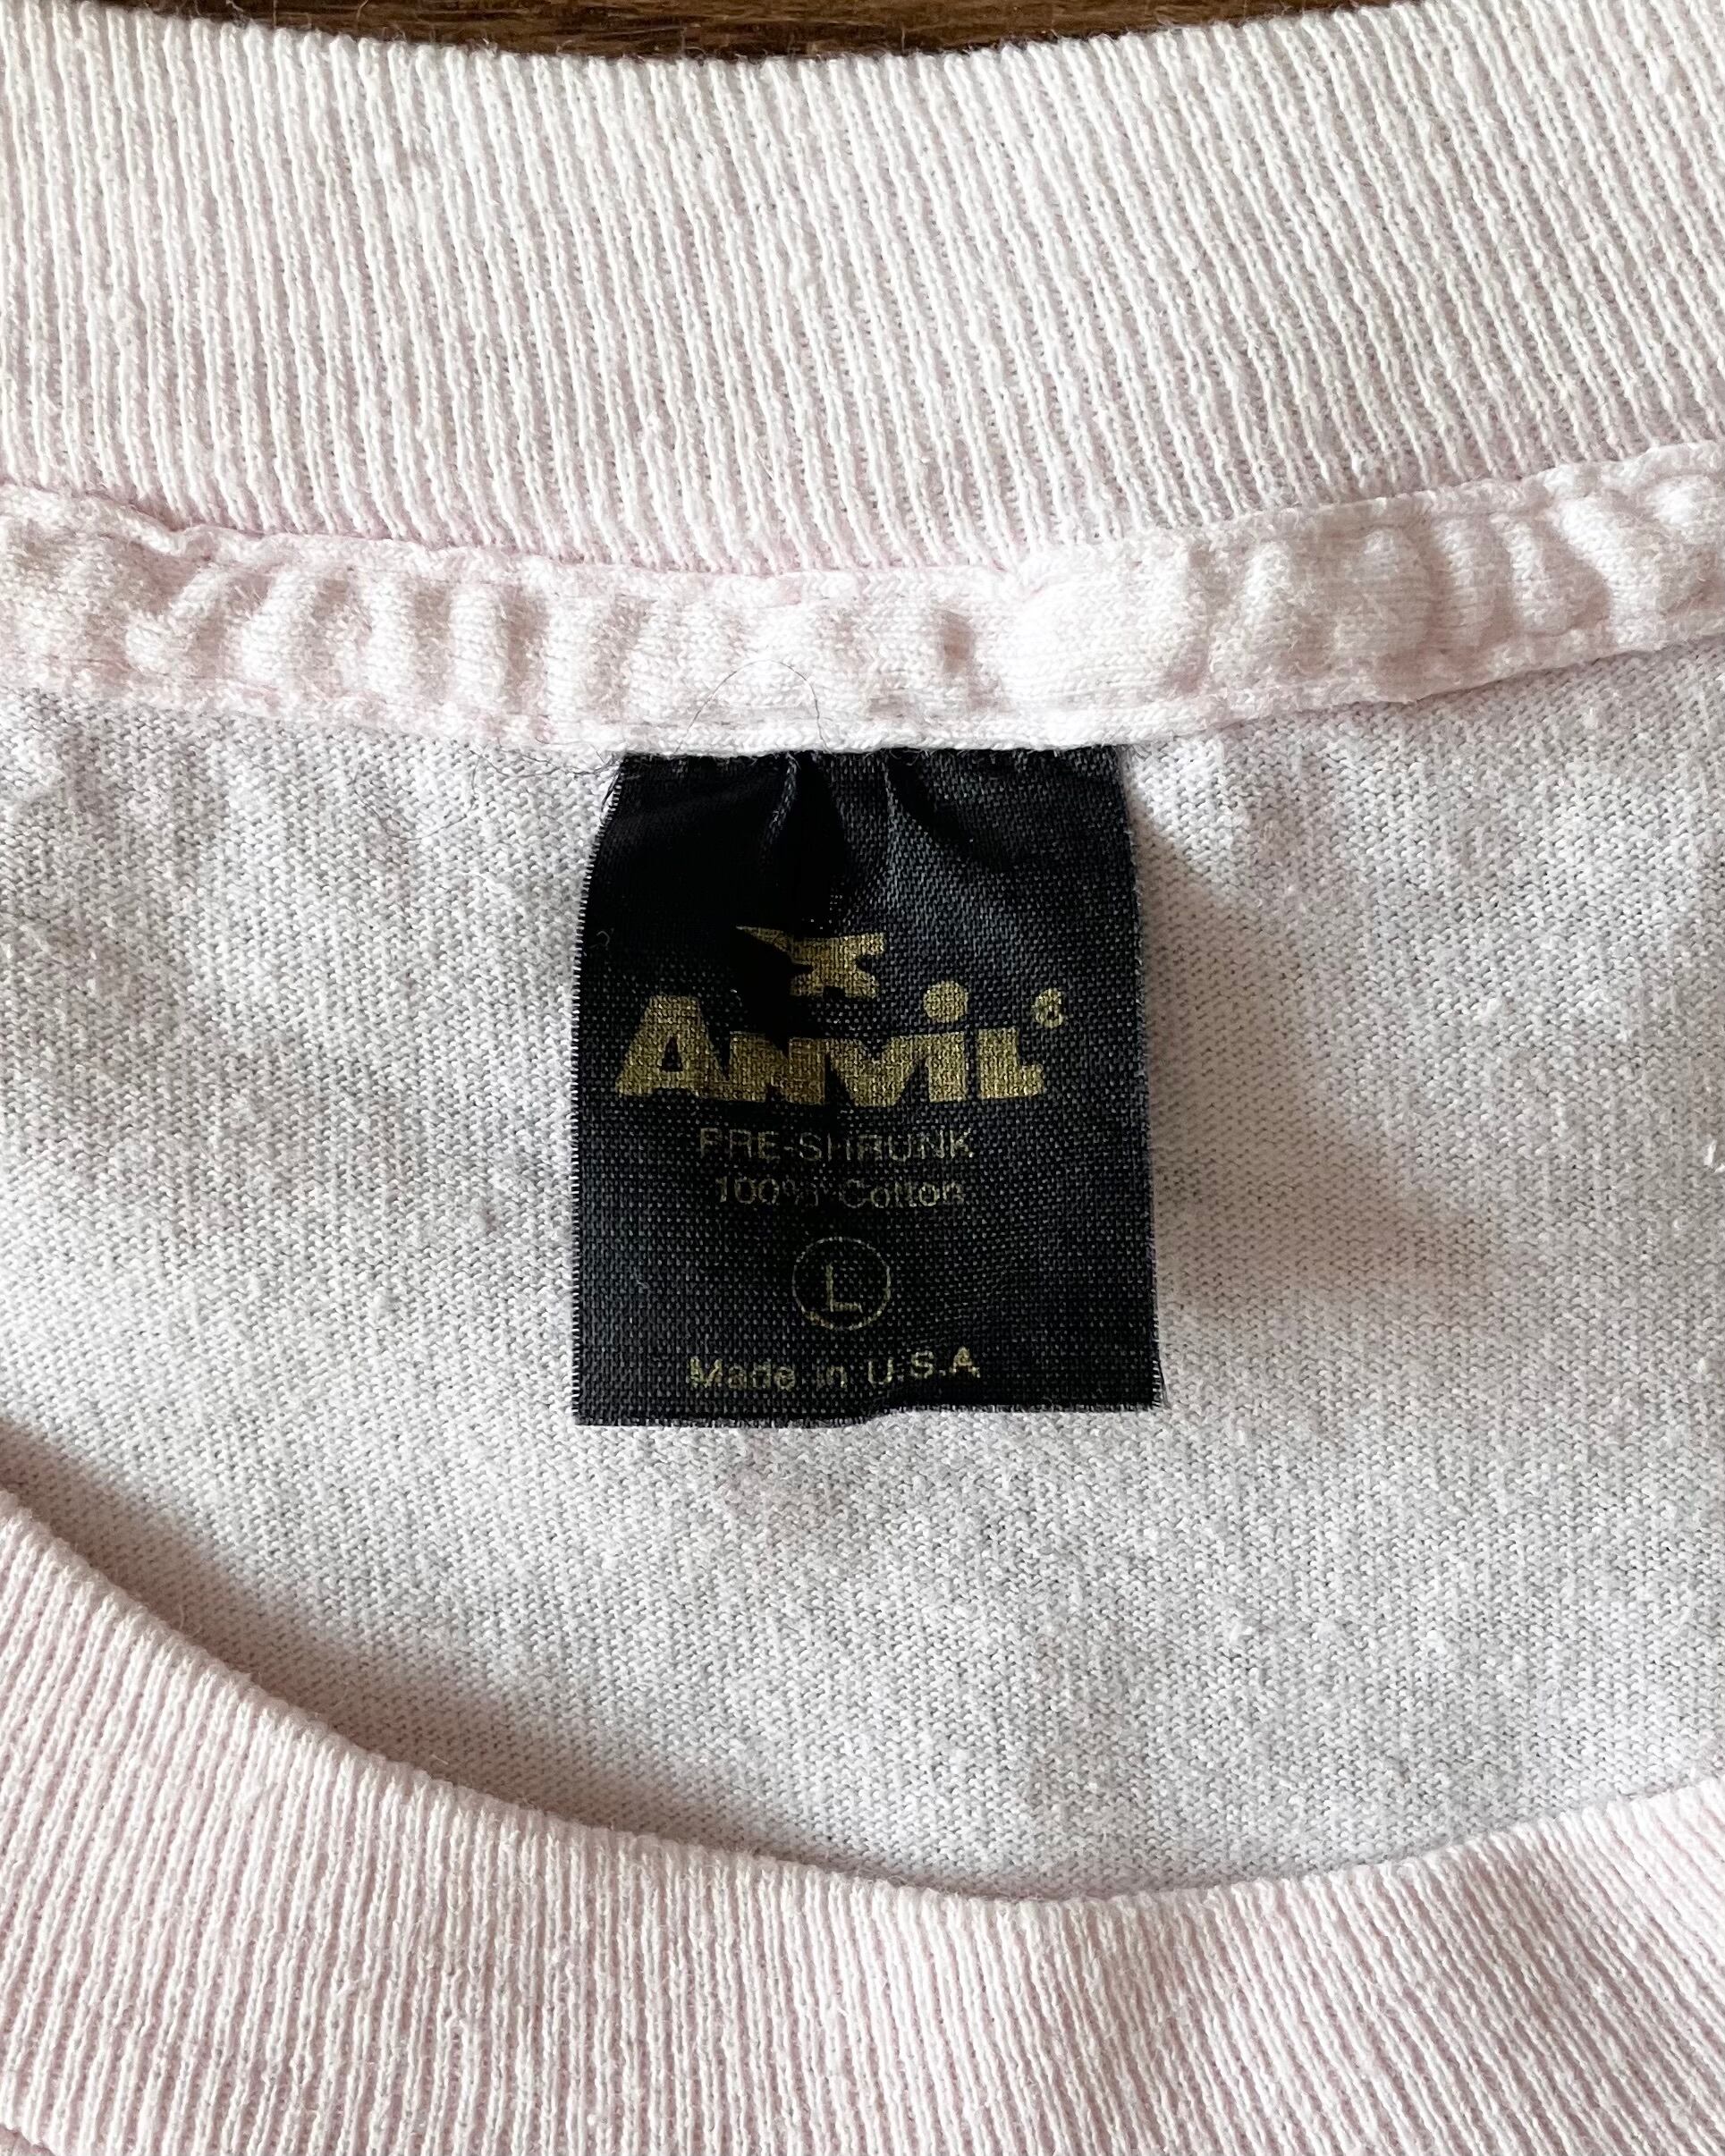 ANViL®
PRE-SHRUNK
100% Cotton
L
Made in U.S.A